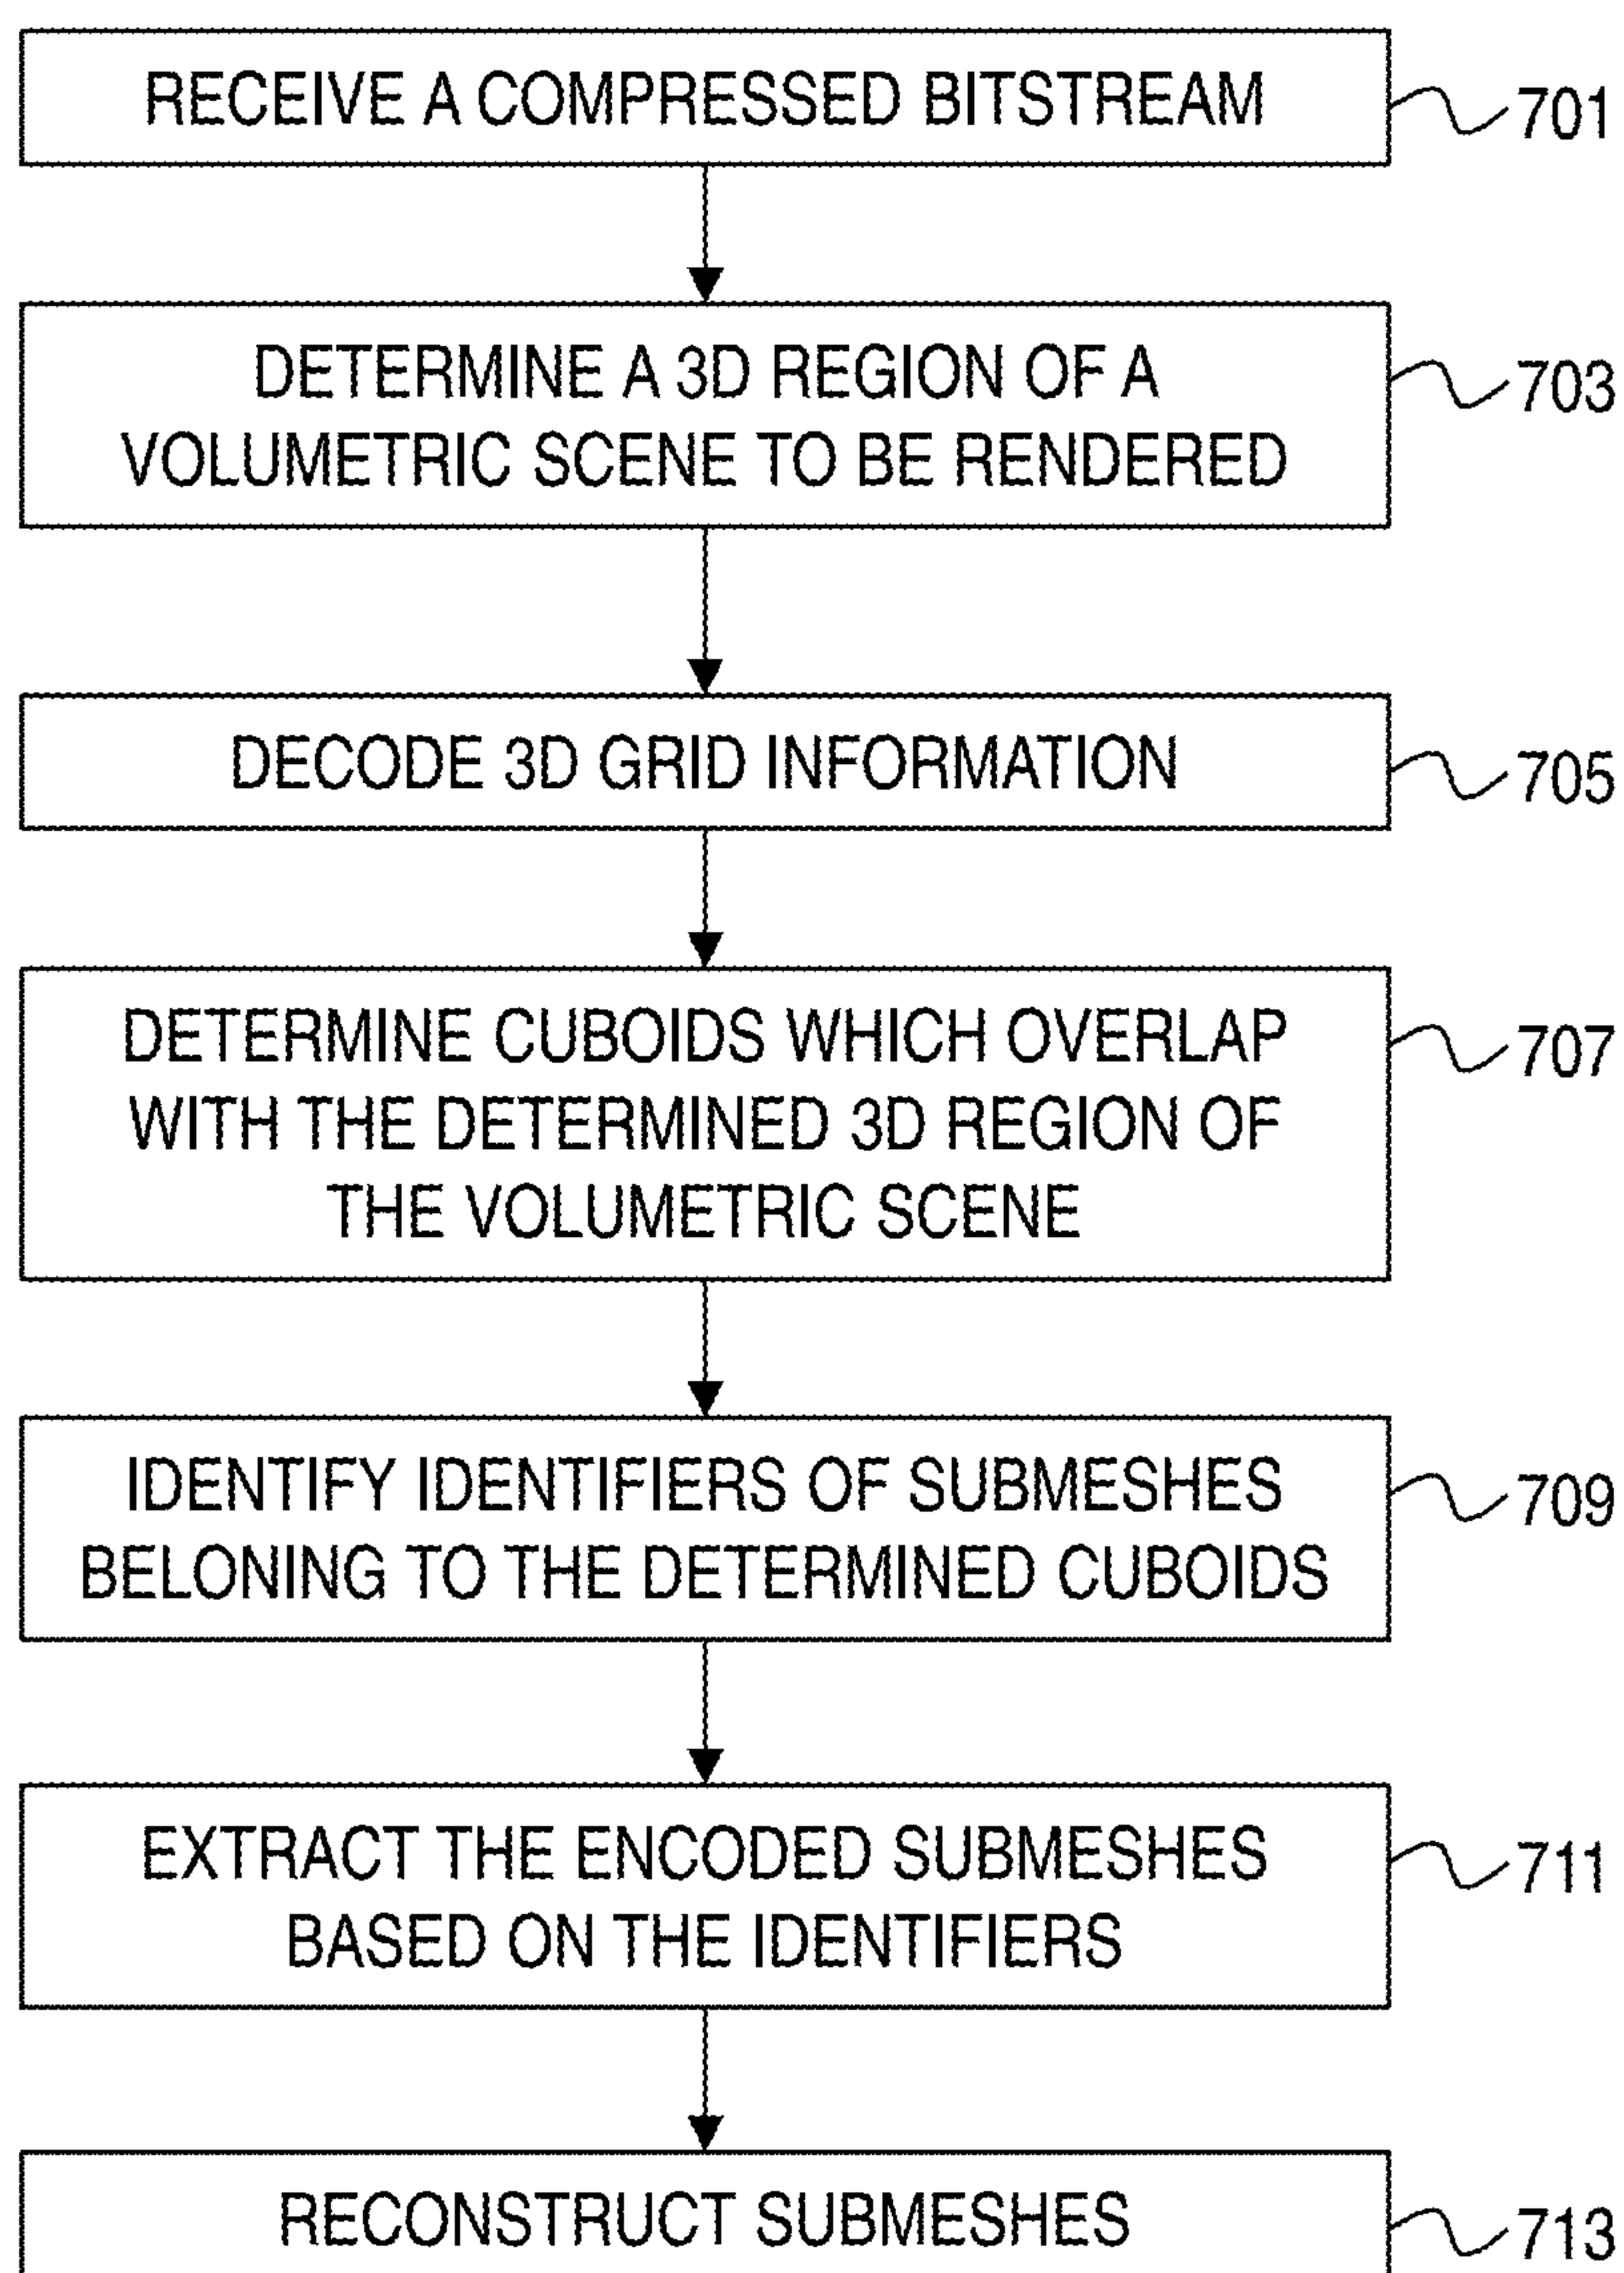 RECEIVE A COMPRESSED BITSTREAM
701
DETERMINE A 3D REGION OF A
VOLUMETRIC SCENE TO BE RENDERED
703
DECODE 3D GRID INFORMATION
705
DETERMINE CUBOIDS WHICH OVERLAP
WITH THE DETERMINED 3D REGION OF
THE VOLUMETRIC SCENE
707
IDENTIFY IDENTIFIERS OF SUBMESHES
BELONING TO THE DETERMINED CUBOIDS
709
EXTRACT THE ENCODED SUBMESHES
BASED ON THE IDENTIFIERS
711
RECONSTRUCT SUBMESHES
713